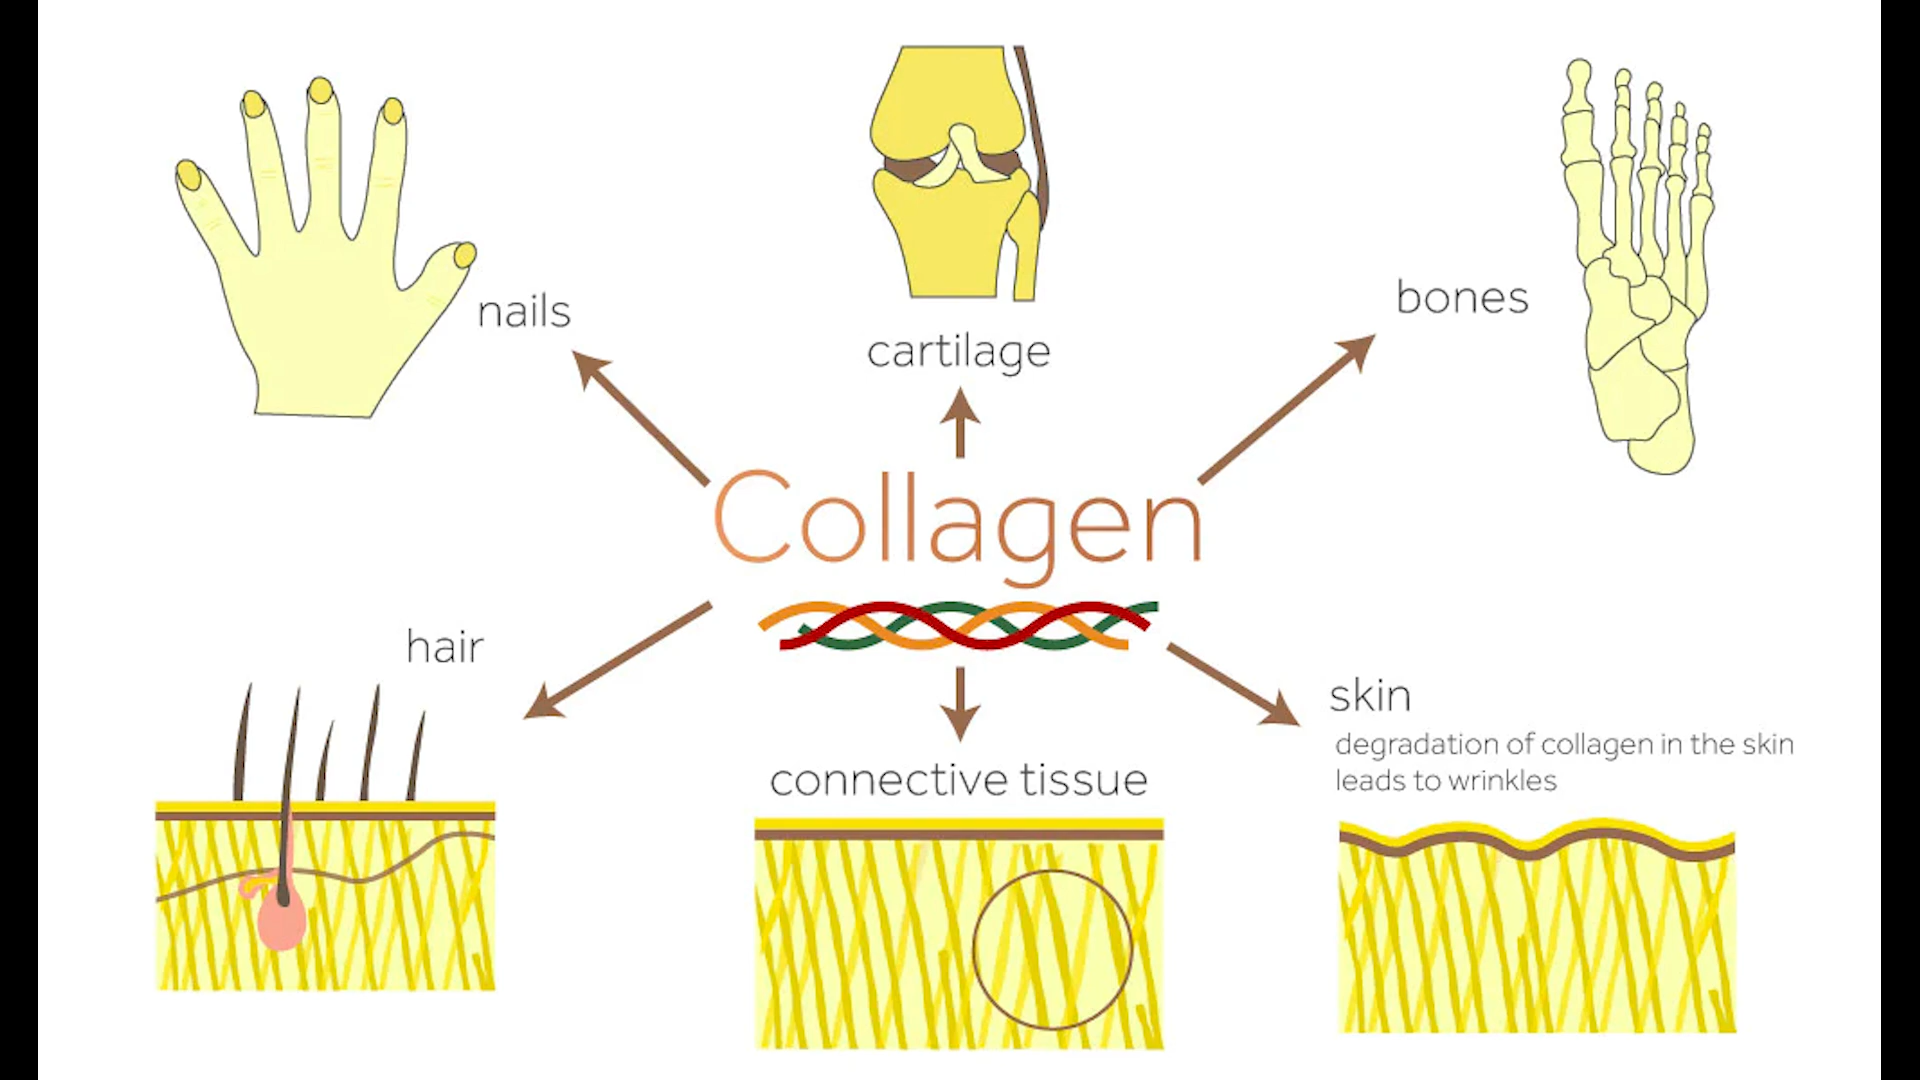 nails
cartilage
bones
Collagen
hair
connective tissue
skin
degradation of collagen in the skin
leads to wrinkles